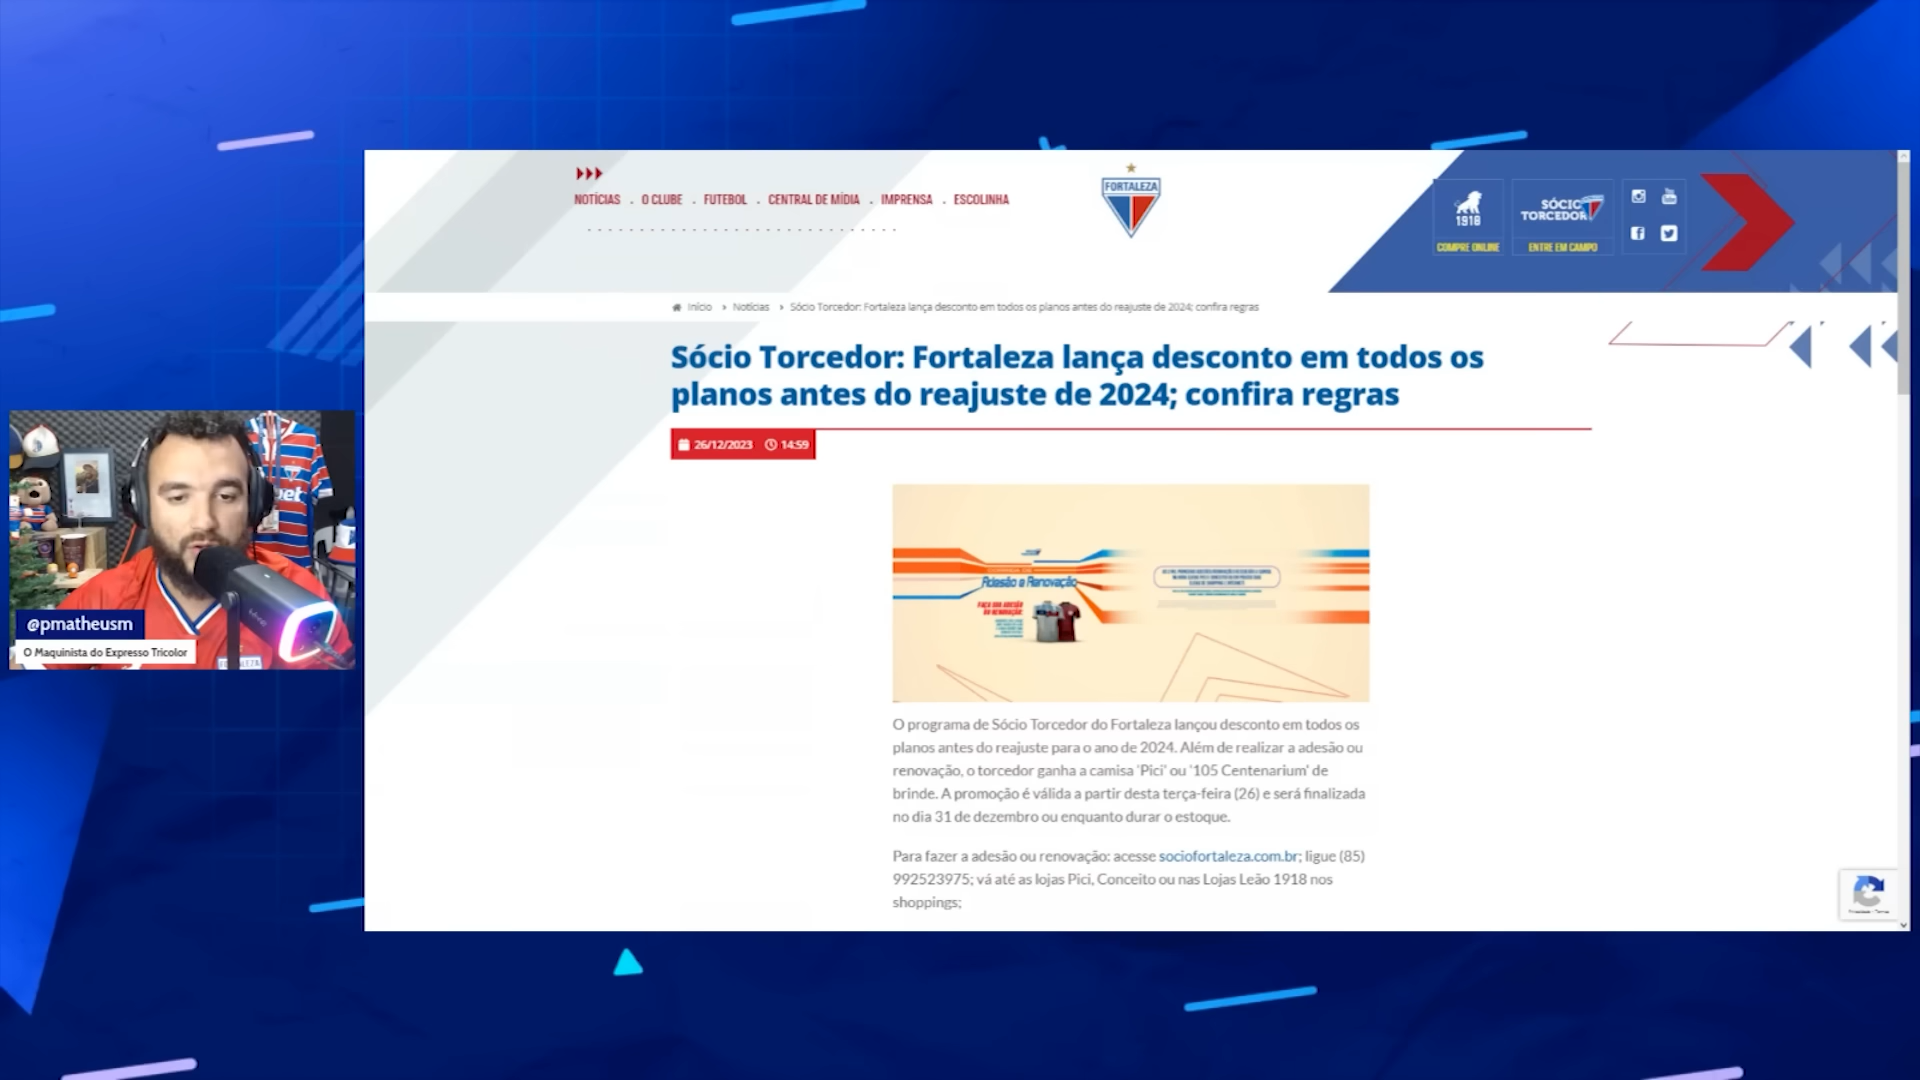 NOTÍCIAS . O CLUBE . FUTEBOL . CENTRAL DE MÍDIA . IMPRENSA . ESCOLINHA
FORTALEZA
1918
COMPRE ONLINE
SÓCIO
TORCEDOR
ENTRE EM CAMPO
Início > Notícias > Sócio Torcedor: Fortaleza lança desconto em todos os planos antes do reajuste de 2024; confira regras
Sócio Torcedor: Fortaleza lança desconto em todos os
planos antes do reajuste de 2024; confira regras
26/12/2023 14:59
Adesão e Renovação
FAÇA SUA ADESÃO
OU RENOVAÇÃO
O programa de Sócio Torcedor do Fortaleza lançou desconto em todos os
planos antes do reajuste para o ano de 2024. Além de realizar a adesão ou
renovação, o torcedor ganha a camisa 'Pici' ou '105 Centenarium' de
brinde. A promoção é válida a partir desta terça-feira (26) e será finalizada
no dia 31 de dezembro ou enquanto durar o estoque.
Para fazer a adesão ou renovação: acesse sociofortaleza.com.br; ligue (85)
992523975; vá até as lojas Pici, Conceito ou nas Lojas Leão 1918 nos
shoppings;
@pmatheusm
O Maquinista do Expresso Tricolor